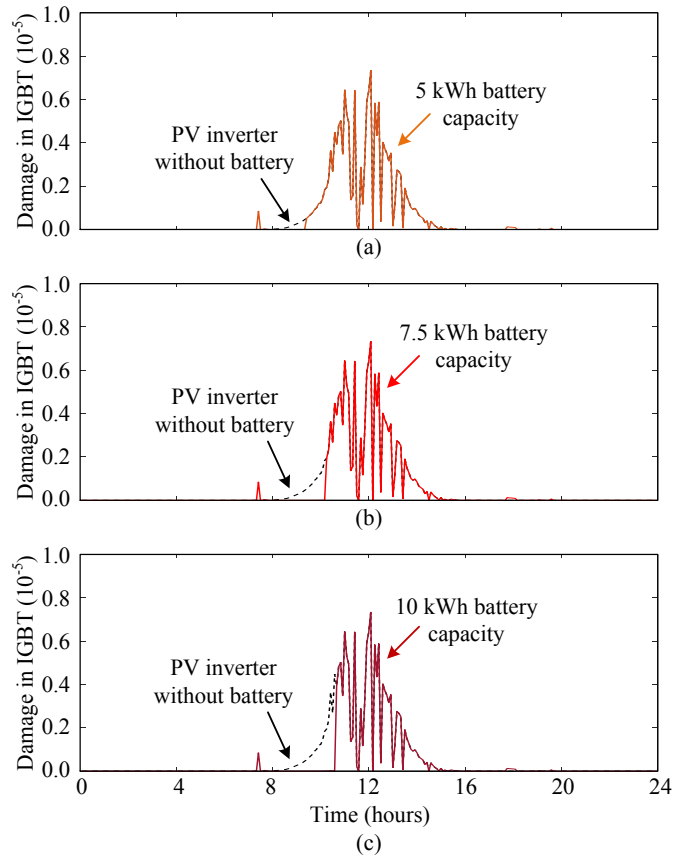 1.0
0.8
0.6
0.4
0.2
0.0
Damage in IGBT (10⁻⁵)
PV inverter
without battery
5 kWh battery
capacity
(a)
1.0
0.8
0.6
0.4
0.2
0.0
Damage in IGBT (10⁻⁵)
PV inverter
without battery
7.5 kWh battery
capacity
(b)
1.0
0.8
0.6
0.4
0.2
0.0
Damage in IGBT (10⁻⁵)
PV inverter
without battery
10 kWh battery
capacity
0 4 8 12 16 20 24
Time (hours)
(c)